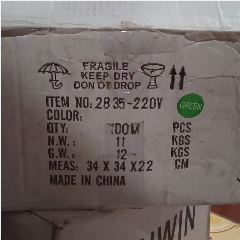 FRAGILE
KEEP DRY
DON OT DROP
ITEM NO: 2835-220V
GREEN
COLOR:
QTY: 100M PCS
N.W.: 11 KGS
G.W.: 12 KGS
MEAS: 34 X 34 X 22 CM
MADE IN CHINA